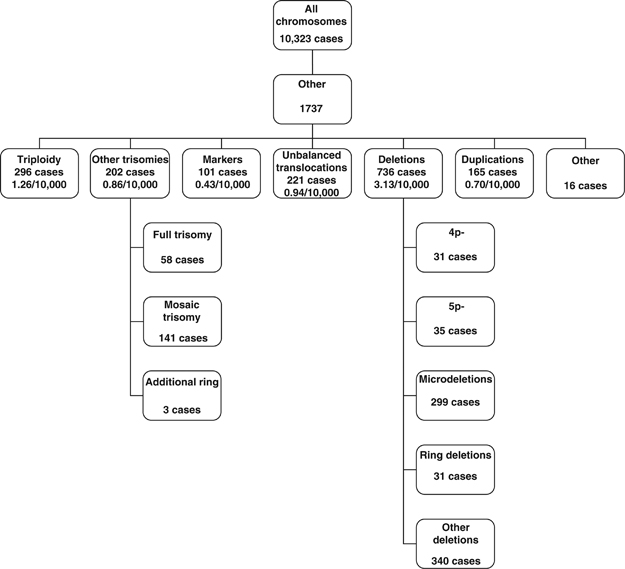 All
chromosomes
10,323 cases
Other
1737
Triploidy
296 cases
1.26/10,000
Other trisomies
202 cases
0.86/10,000
Markers
101 cases
0.43/10,000
Unbalanced
translocations
221 cases
0.94/10,000
Deletions
736 cases
3.13/10,000
Duplications
165 cases
0.70/10,000
Other
16 cases
Full trisomy
58 cases
Mosaic
trisomy
141 cases
Additional ring
3 cases
4p-
31 cases
5p-
35 cases
Microdeletions
299 cases
Ring deletions
31 cases
Other
deletions
340 cases